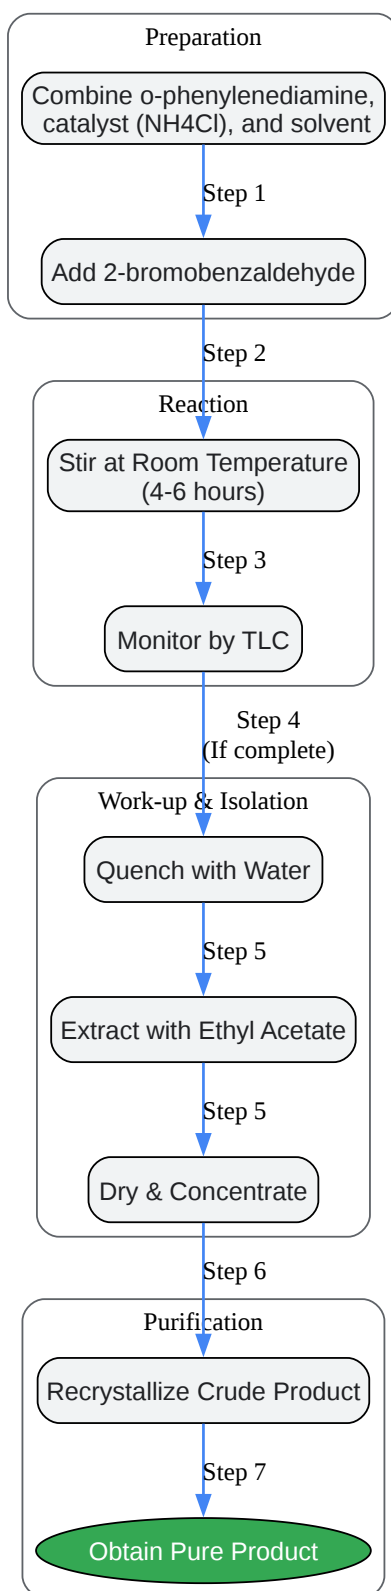 Preparation
Combine o-phenylenediamine,
catalyst (NH4Cl), and solvent
Step 1
Add 2-bromobenzaldehyde
Step 2
Reaction
Stir at Room Temperature
(4-6 hours)
Step 3
Monitor by TLC
Step 4
(If complete)
Work-up & Isolation
Quench with Water
Step 5
Extract with Ethyl Acetate
Step 5
Dry & Concentrate
Step 6
Purification
Recrystallize Crude Product
Step 7
Obtain Pure Product